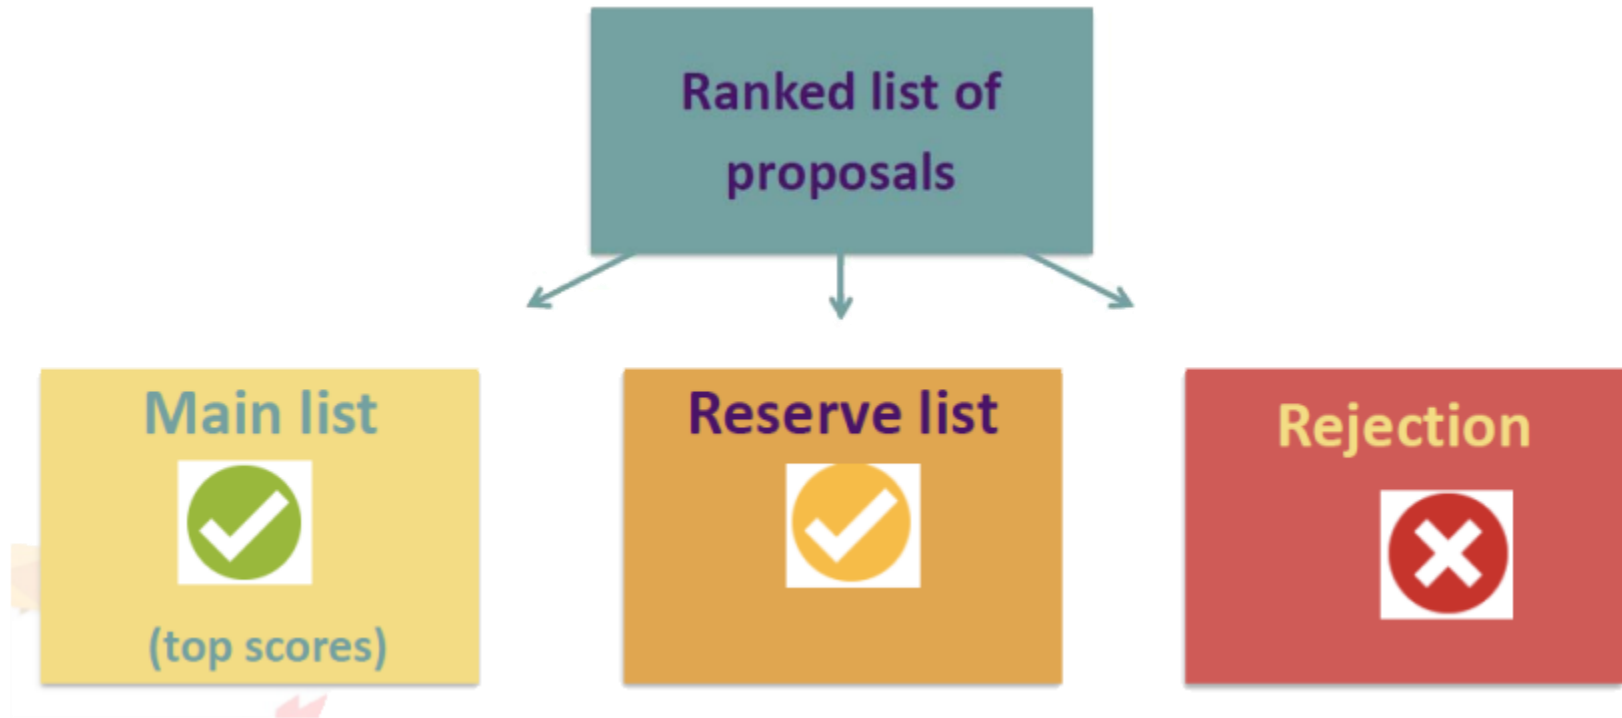 Ranked list of
proposals
Main list
(top scores)
Reserve list
Rejection